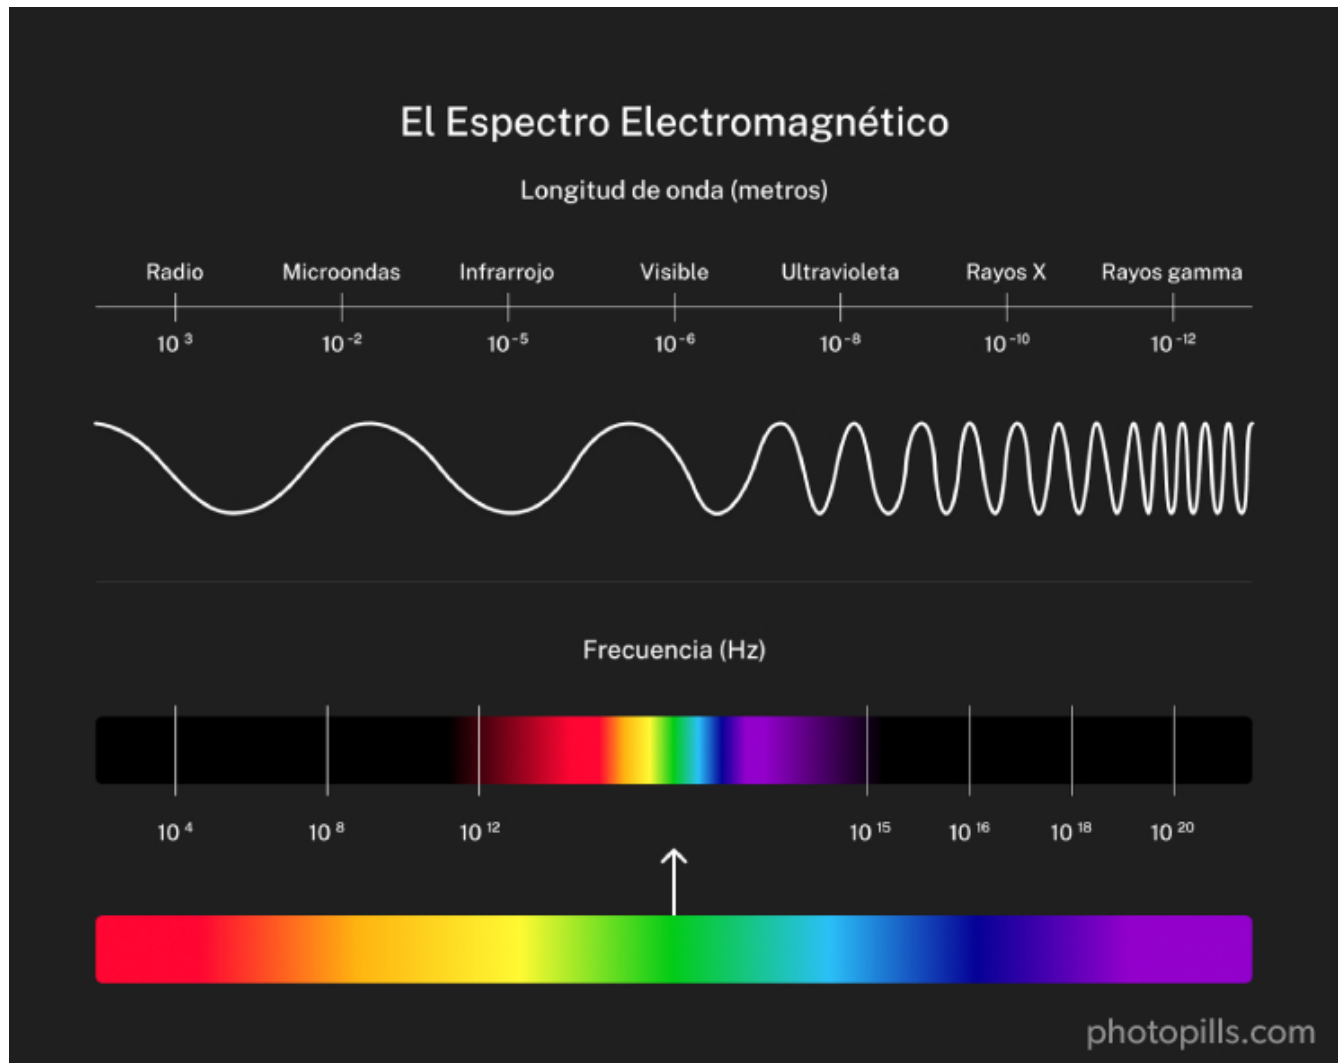 El Espectro Electromagnético
Longitud de onda (metros)
Radio Microondas Infrarrojo Visible Ultravioleta Rayos X Rayos gamma
10³ 10⁻² 10⁻⁵ 10⁻⁶ 10⁻⁸ 10⁻¹⁰ 10⁻¹²
Frecuencia (Hz)
10⁴ 10⁸ 10¹² 10¹⁵ 10¹⁶ 10¹⁸ 10²⁰
photopills.com